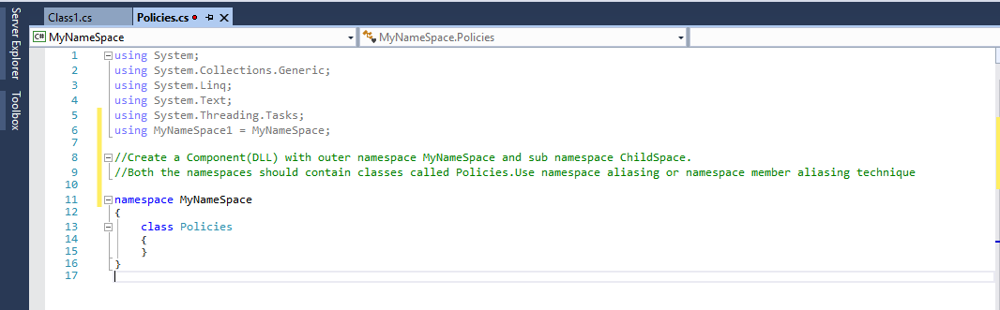 Server Explorer
Toolbox
Class1.cs
Policies.cs
C# MyNameSpace
MyNameSpace.Policies
1 using System;
2 using System.Collections.Generic;
3 using System.Linq;
4 using System.Text;
5 using System.Threading.Tasks;
6 using MyNameSpace1 = MyNameSpace;
7
8 //Create a Component(DLL) with outer namespace MyNameSpace and sub namespace ChildSpace.
9 //Both the namespaces should contain classes called Policies.Use namespace aliasing or namespace member aliasing technique
10
11 namespace MyNameSpace
12 {
13 class Policies
14 {
15 }
16 }
17